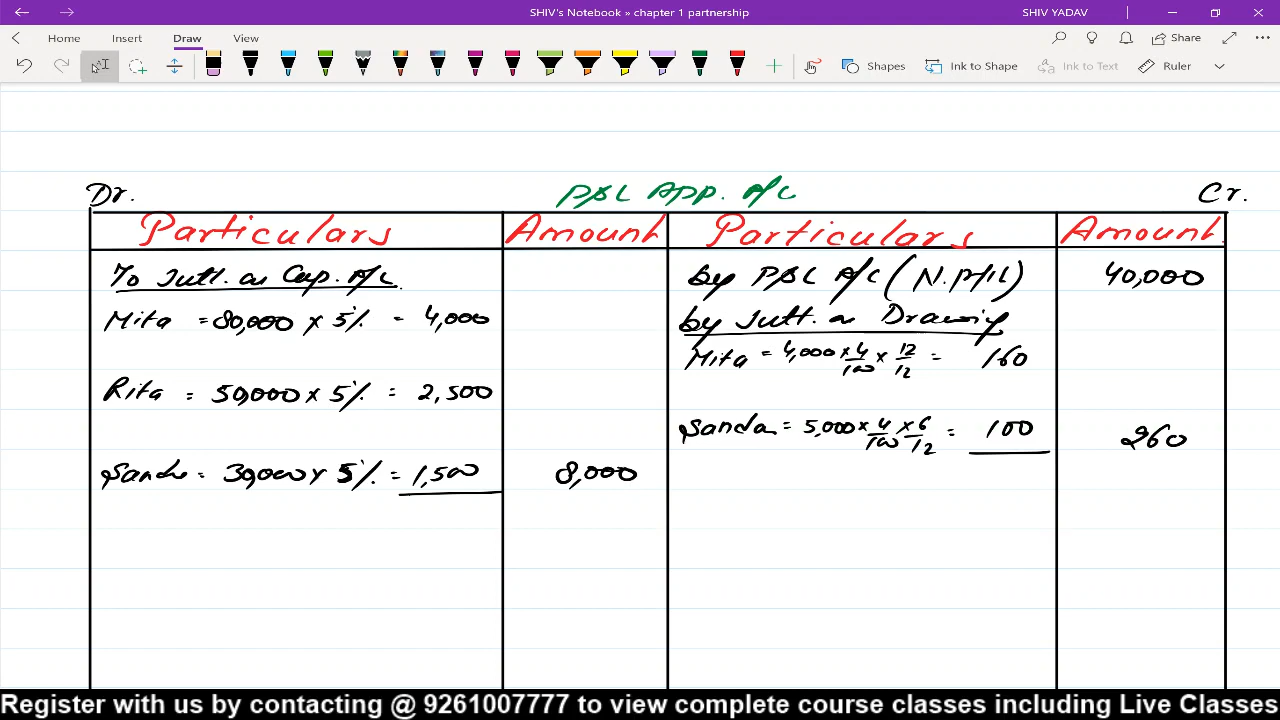 SHIV's Notebook » chapter 1 partnership
SHIV YADAV
Home Insert Draw View
Share
Shapes Ink to Shape Ink to Text Ruler
Dr. P&L APP. A/C Cr.
Particulars Amount Particulars Amount
To Intt. on Cap. A/C
by P&L A/C (N.P/IL) 40,000
Mita = 80,000 x 5% = 4,000
by Intt. on Drawing
Mita = 4,000 x 4/100 x 12/12 = 160
Rita = 50,000 x 5% = 2,500
Sanda = 5,000 x 4/100 x 6/12 = 100 260
Sanda = 30,000 x 5% = 1,500 8,000
Register with us by contacting @ 9261007777 to view complete course classes including Live Classes